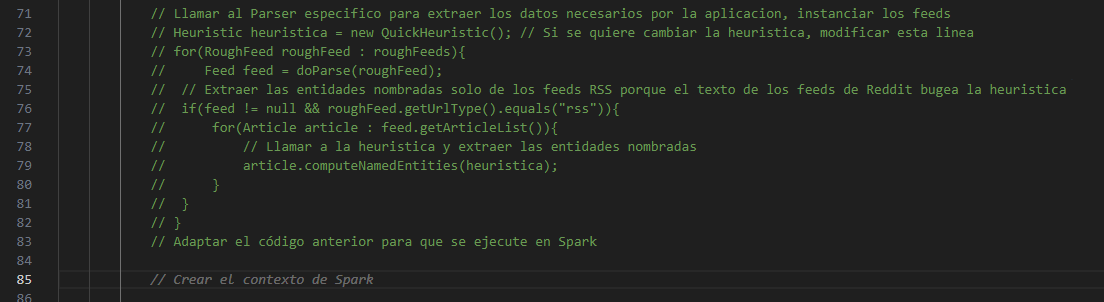 71 // Llamar al Parser especifico para extraer los datos necesarios por la aplicacion, instanciar los feeds
72 // Heuristic heuristica = new QuickHeuristic(); // Si se quiere cambiar la heuristica, modificar esta linea
73 // for(RoughFeed roughFeed : roughFeeds){
74 //     Feed feed = doParse(roughFeed);
75 //  // Extraer las entidades nombradas solo de los feeds RSS porque el texto de los feeds de Reddit bugea la heuristica
76 //  if(feed != null && roughFeed.getUrlType().equals("rss")){
77 //      for(Article article : feed.getArticleList()){
78 //          // Llamar a la heuristica y extraer las entidades nombradas
79 //          article.computeNamedEntities(heuristica);
80 //      }
81 //  }
82 // }
83 // Adaptar el código anterior para que se ejecute en Spark
84
85 // Crear el contexto de Spark
86